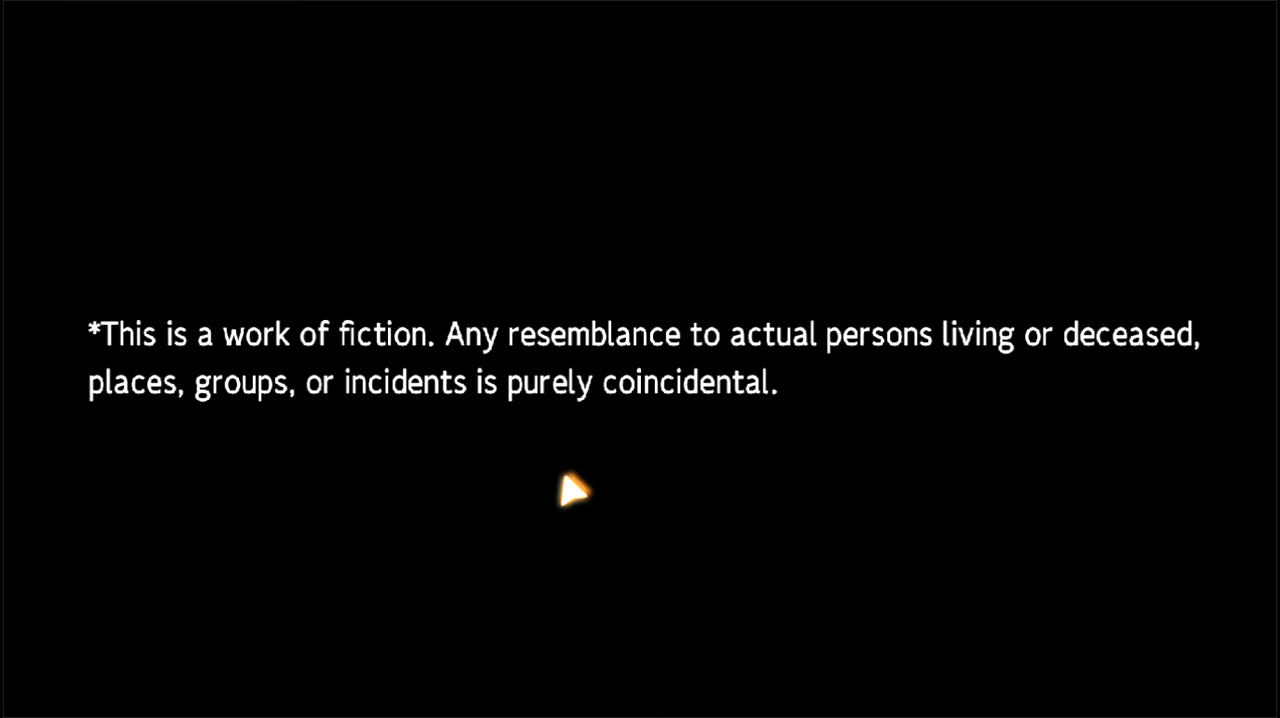 *This is a work of fiction. Any resemblance to actual persons living or deceased,
places, groups, or incidents is purely coincidental.